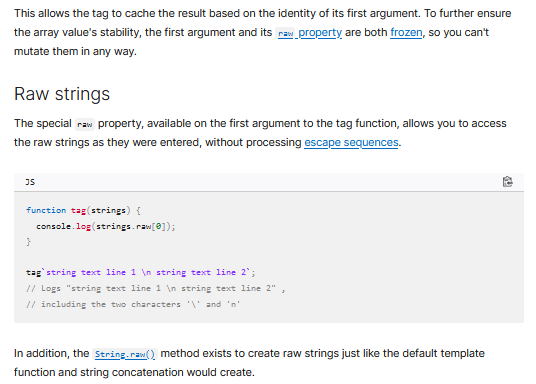 This allows the tag to cache the result based on the identity of its first argument. To further ensure
the array value's stability, the first argument and its raw property are both frozen, so you can't
mutate them in any way.
Raw strings
The special raw property, available on the first argument to the tag function, allows you to access
the raw strings as they were entered, without processing escape sequences.
JS
function tag(strings) {
  console.log(strings.raw[0]);
}
tag`string text line 1 \n string text line 2`;
// Logs "string text line 1 \n string text line 2" ,
// including the two characters '\' and 'n'
In addition, the String.raw() method exists to create raw strings just like the default template
function and string concatenation would create.